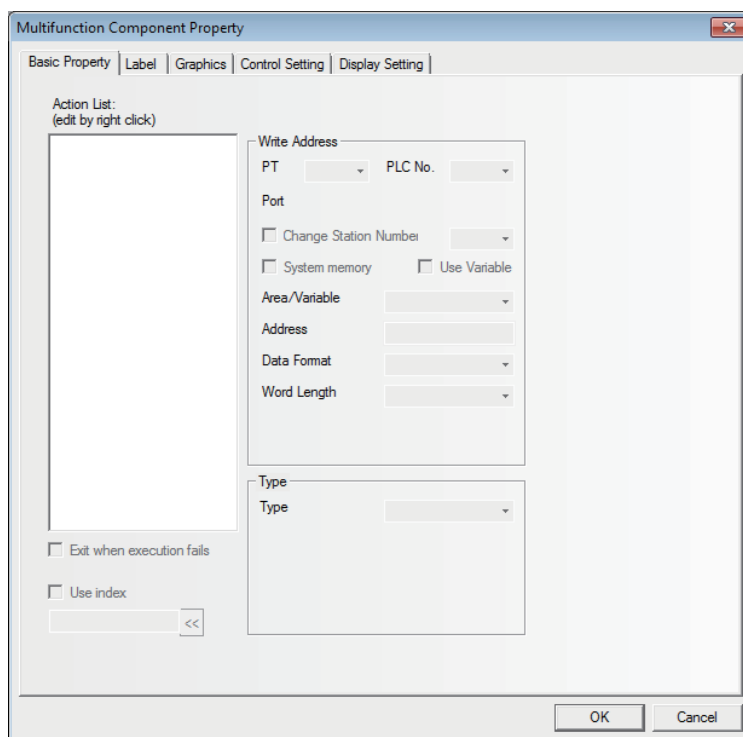 Multifunction Component Property
Basic Property Label Graphics Control Setting Display Setting
Action List:
(edit by right click)
Write Address
PT PLC No.
Port
Change Station Number
System memory Use Variable
Area/Variable
Address
Data Format
Word Length
Type
Type
Exit when execution fails
Use index
<<
OK Cancel